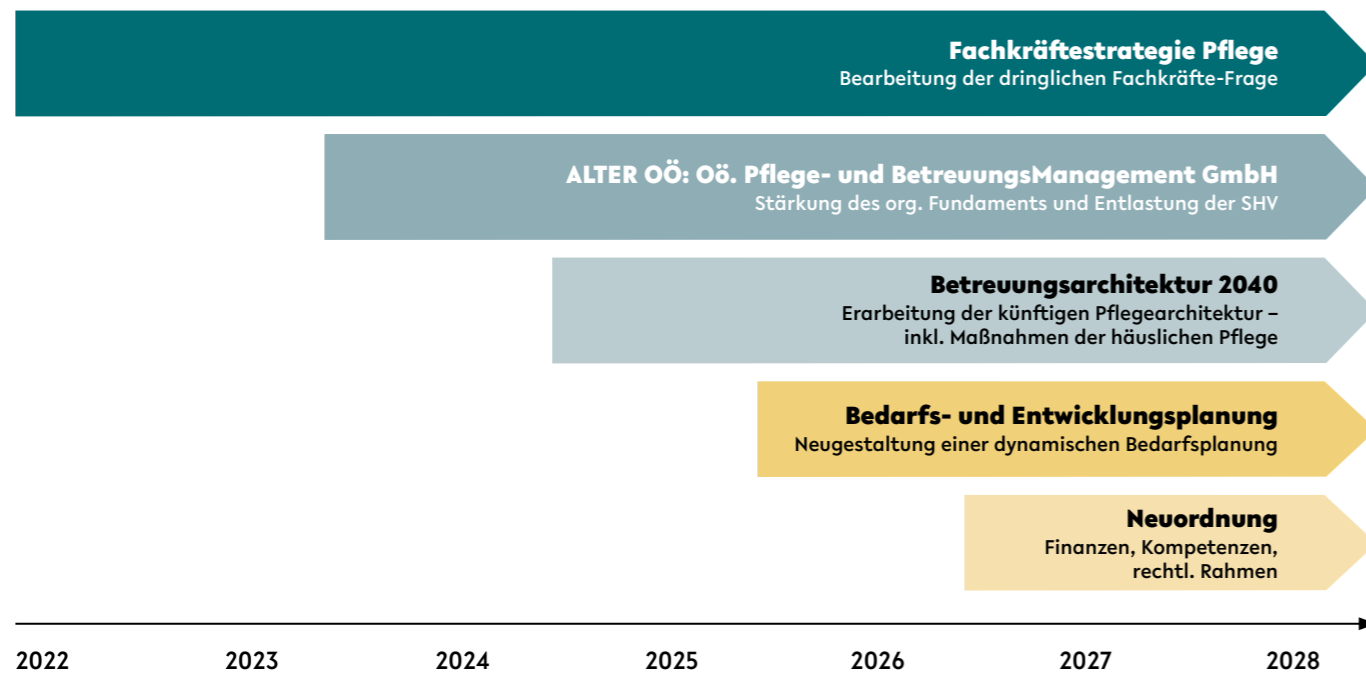 Fachkräftestrategie Pflege
Bearbeitung der dringlichen Fachkräfte-Frage
ALTER OÖ: Oö. Pflege- und BetreuungsManagement GmbH
Stärkung des org. Fundaments und Entlastung der SHV
Betreuungsarchitektur 2040
Erarbeitung der künftigen Pflegearchitektur –
inkl. Maßnahmen der häuslichen Pflege
Bedarfs- und Entwicklungsplanung
Neugestaltung einer dynamischen Bedarfsplanung
Neuordnung
Finanzen, Kompetenzen,
rechtl. Rahmen
2022 2023 2024 2025 2026 2027 2028